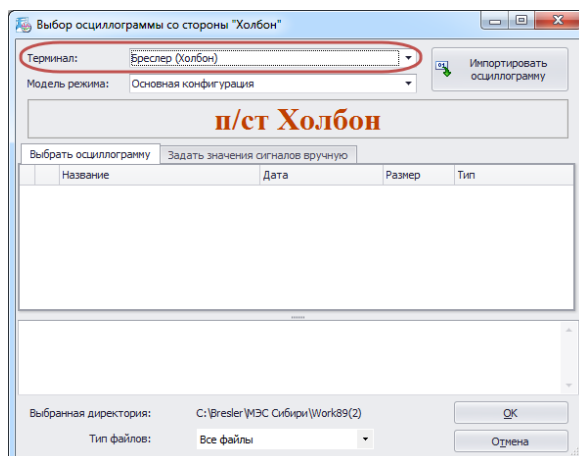 Выбор осциллограммы со стороны "Холбон"
Терминал: Бреслер (Холбон)
Импортировать осциллограмму
Модель режима: Основная конфигурация
п/ст Холбон
Выбрать осциллограмму Задать значения сигналов вручную
Название Дата Размер Тип
Выбранная директория: C:\Bresler\МЭС Сибири\Work89(2)
OK
Тип файлов: Все файлы
Отмена